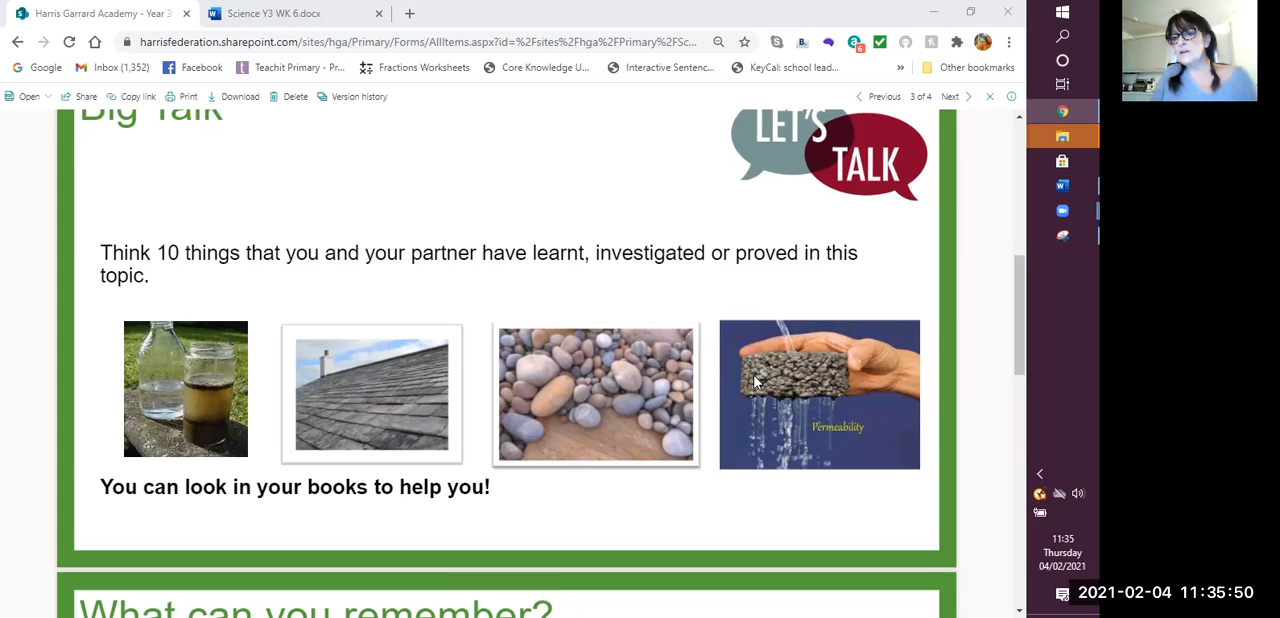 Harris Garrard Academy - Year 3
Science Y3 WK 6.docx
harrisfederation.sharepoint.com/sites/hga/Primary/Forms/AllItems.aspx?id=%2Fsites%2Fhga%2FPrimary%2FSc...
Google
Inbox (1,352)
Facebook
Teachit Primary - Pr...
Fractions Worksheets
Core Knowledge U...
Interactive Sentenc...
KeyCal: school lead...
»
Other bookmarks
Open
Share
Copy link
Print
Download
Delete
Version history
Previous
3 of 4
Next
Big Talk
LET'S
TALK
Think 10 things that you and your partner have learnt, investigated or proved in this
topic.
Permeability
You can look in your books to help you!
What can you remember?
11:35
Thursday
04/02/2021
2021-02-04 11:35:50